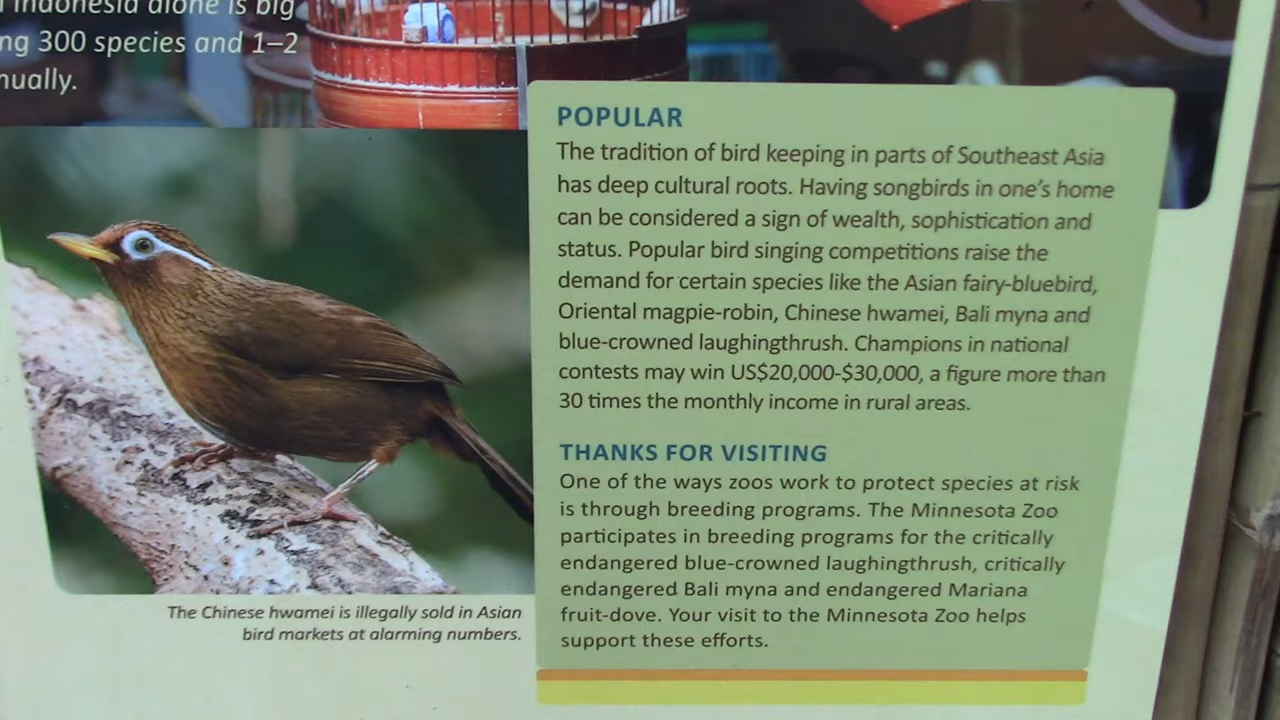 Indonesia alone is big
ng 300 species and 1–2
nually.
POPULAR
The tradition of bird keeping in parts of Southeast Asia
has deep cultural roots. Having songbirds in one's home
can be considered a sign of wealth, sophistication and
status. Popular bird singing competitions raise the
demand for certain species like the Asian fairy-bluebird,
Oriental magpie-robin, Chinese hwamei, Bali myna and
blue-crowned laughingthrush. Champions in national
contests may win US$20,000-$30,000, a figure more than
30 times the monthly income in rural areas.
THANKS FOR VISITING
One of the ways zoos work to protect species at risk
is through breeding programs. The Minnesota Zoo
participates in breeding programs for the critically
endangered blue-crowned laughingthrush, critically
endangered Bali myna and endangered Mariana
fruit-dove. Your visit to the Minnesota Zoo helps
support these efforts.
The Chinese hwamei is illegally sold in Asian
bird markets at alarming numbers.